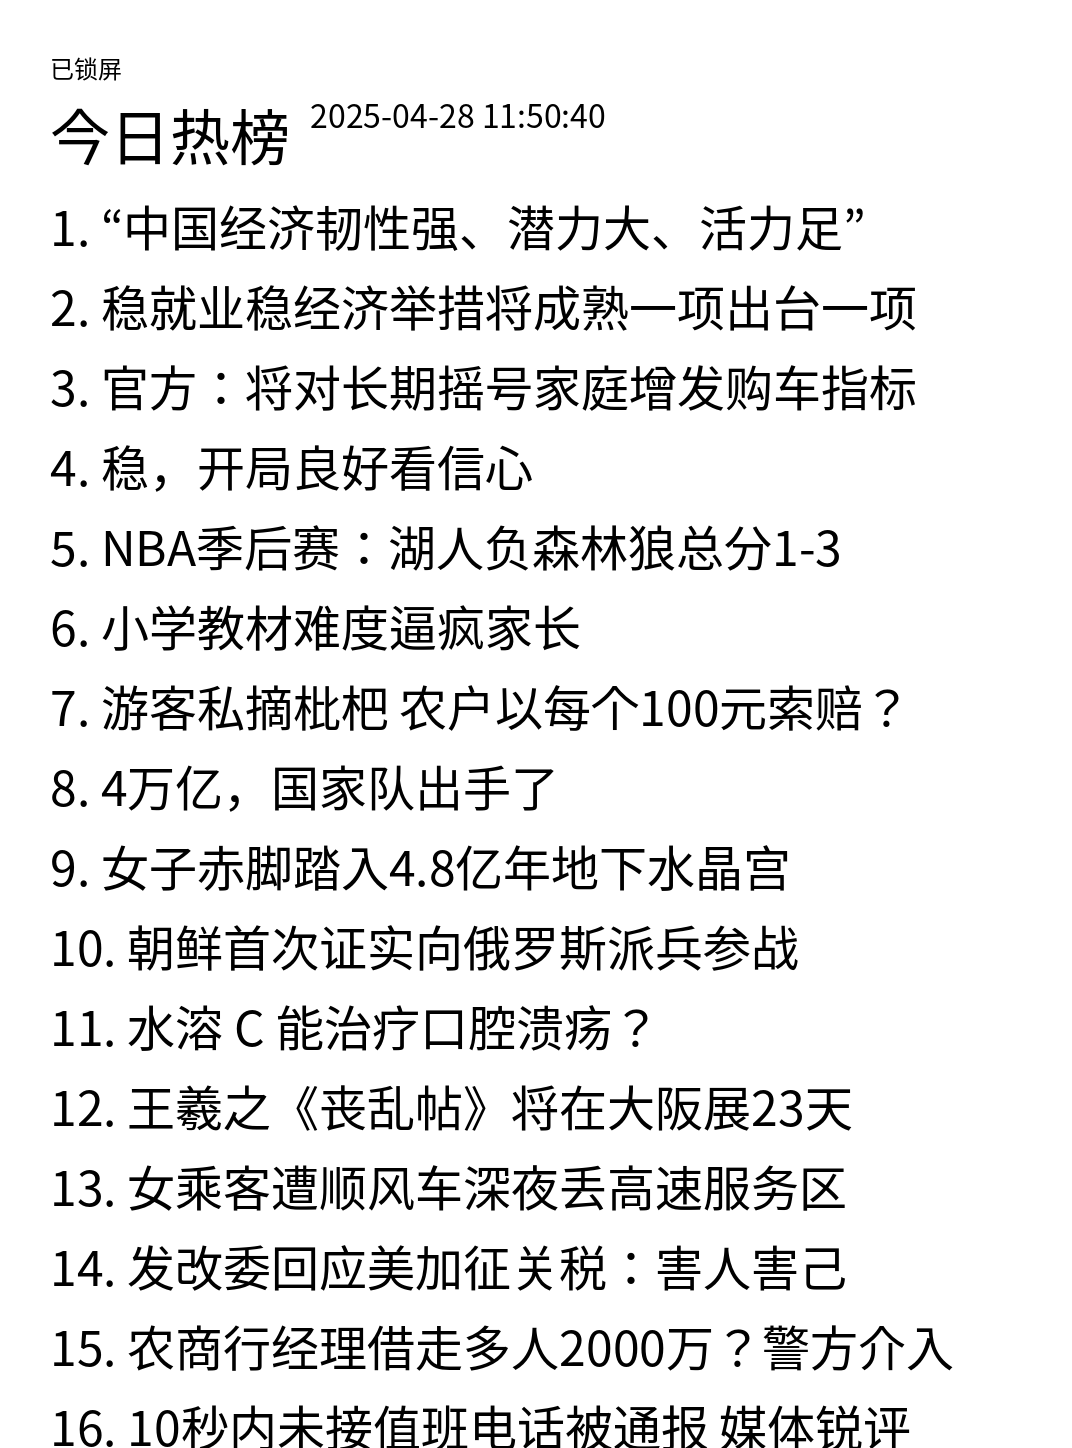 已锁屏
今日热榜 2025-04-28 11:50:40
1. “中国经济韧性强、潜力大、活力足”
2. 稳就业稳经济举措将成熟一项出台一项
3. 官方：将对长期摇号家庭增发购车指标
4. 稳，开局良好看信心
5. NBA季后赛：湖人负森林狼总分1-3
6. 小学教材难度逼疯家长
7. 游客私摘枇杷 农户以每个100元索赔？
8. 4万亿，国家队出手了
9. 女子赤脚踏入4.8亿年地下水晶宫
10. 朝鲜首次证实向俄罗斯派兵参战
11. 水溶 C 能治疗口腔溃疡？
12. 王羲之《丧乱帖》将在大阪展23天
13. 女乘客遭顺风车深夜丢高速服务区
14. 发改委回应美加征关税：害人害己
15. 农商行经理借走多人2000万？警方介入
16. 10秒内未接值班电话被通报 媒体锐评